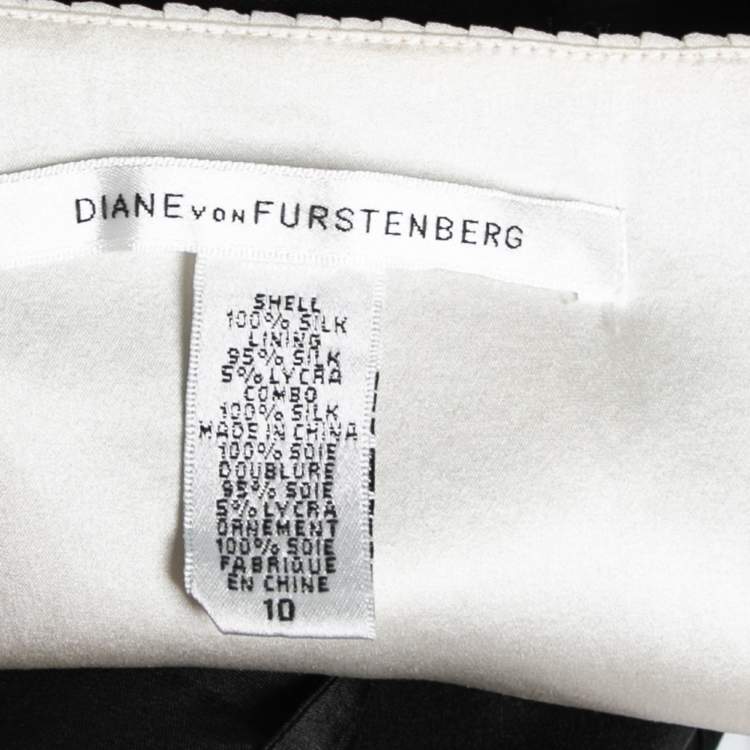 DIANE VON FURSTENBERG
SHELL
100% SILK
LINING
95% SILK
5% LYCRA
COMBO
100% SILK
MADE IN CHINA
100% SOIE
DOUBLURE
95% SOIE
5% LYCRA
ORNEMENT
100% SOIE
FABRIQUE
EN CHINE
10